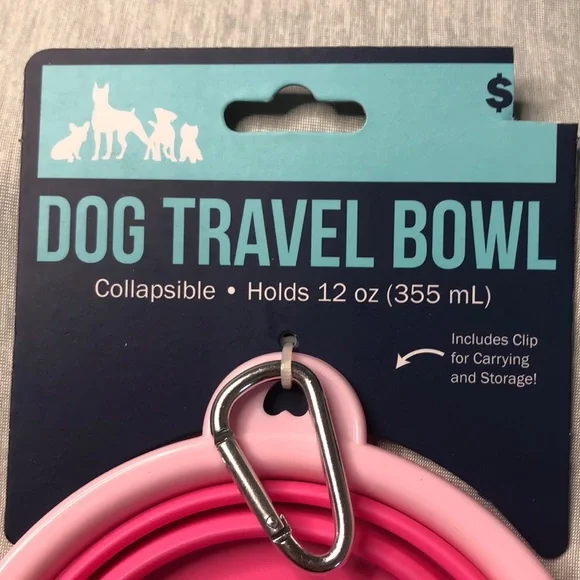 $
DOG TRAVEL BOWL
Collapsible • Holds 12 oz (355 mL)
Includes Clip
for Carrying
and Storage!